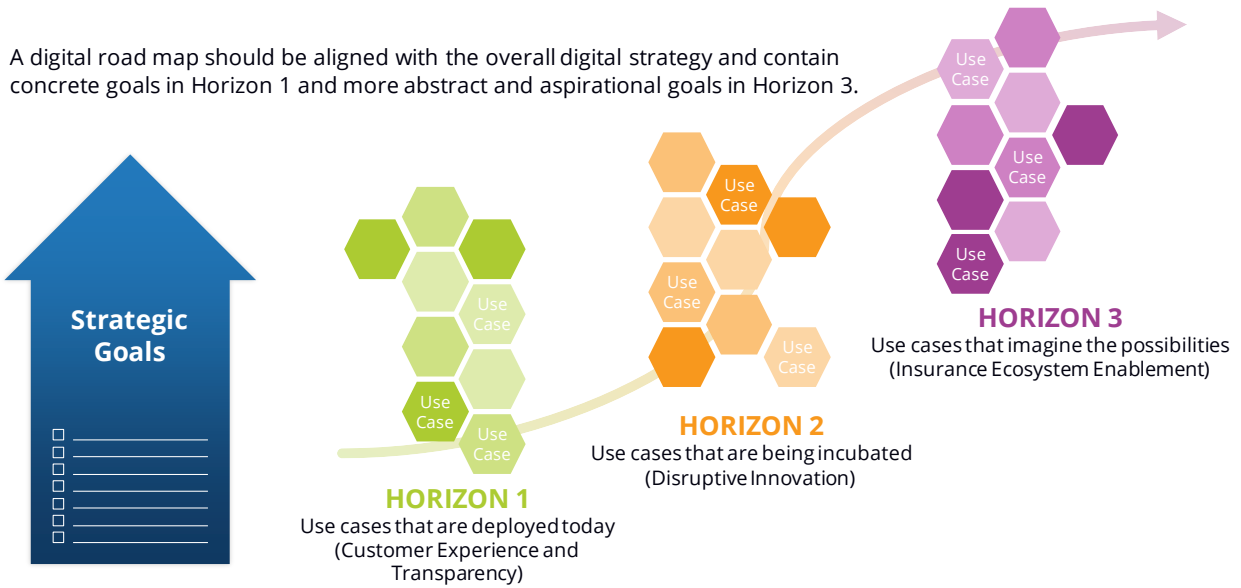 A digital road map should be aligned with the overall digital strategy and contain
concrete goals in Horizon 1 and more abstract and aspirational goals in Horizon 3.
Strategic
Goals
Use
Case
Use
Case
Use
Case
HORIZON 1
Use cases that are deployed today
(Customer Experience and
Transparency)
Use
Case
Use
Case
Use
Case
HORIZON 2
Use cases that are being incubated
(Disruptive Innovation)
Use
Case
Use
Case
Use
Case
HORIZON 3
Use cases that imagine the possibilities
(Insurance Ecosystem Enablement)